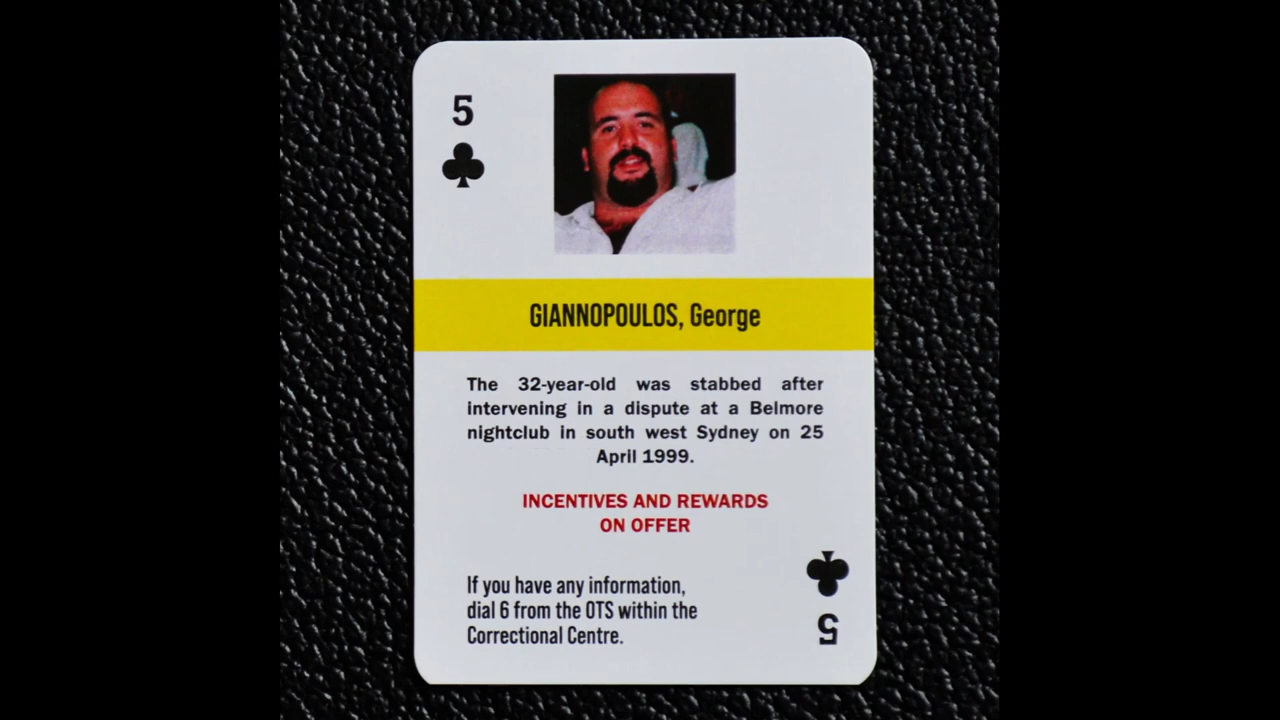 5
GIANNOPOULOS, George
The 32-year-old was stabbed after
intervening in a dispute at a Belmore
nightclub in south west Sydney on 25
April 1999.
INCENTIVES AND REWARDS
ON OFFER
If you have any information,
dial 6 from the OTS within the
Correctional Centre.
5